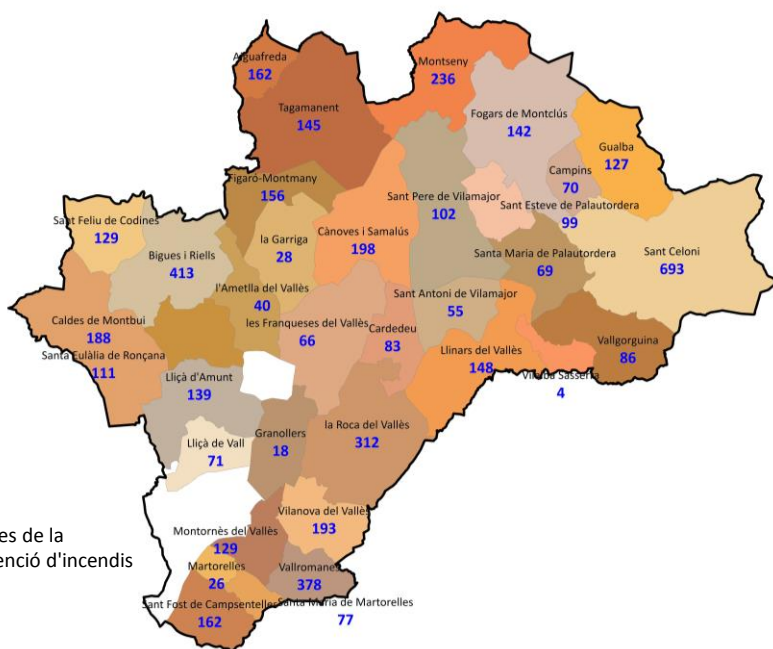 Aiguafreda
162
Montseny
236
Tagamanent
145
Fogars de Montclús
142
Gualba
127
Figaró-Montmany
156
Campins
70
Sant Pere de Vilamajor
102
Sant Esteve de Palautordera
99
Sant Feliu de Codines
129
Cànoves i Samalús
198
la Garriga
28
Bigues i Riells
413
Santa Maria de Palautordera
69
Sant Celoni
693
l'Ametlla del Vallès
40
Sant Antoni de Vilamajor
55
Caldes de Montbui
188
les Franqueses del Vallès
66
Cardedeu
83
Vallgorguina
86
Llinars del Vallès
148
Santa Eulàlia de Ronçana
111
Vilalba Sasserra
4
Lliçà d'Amunt
139
la Roca del Vallès
312
Granollers
18
Lliçà de Vall
71
Vilanova del Vallès
193
Montornès del Vallès
129
es de la
enció d'incendis
Martorelles
26
Vallromanes
378
Sant Fost de Campsentelles
162
Santa Maria de Martorelles
77